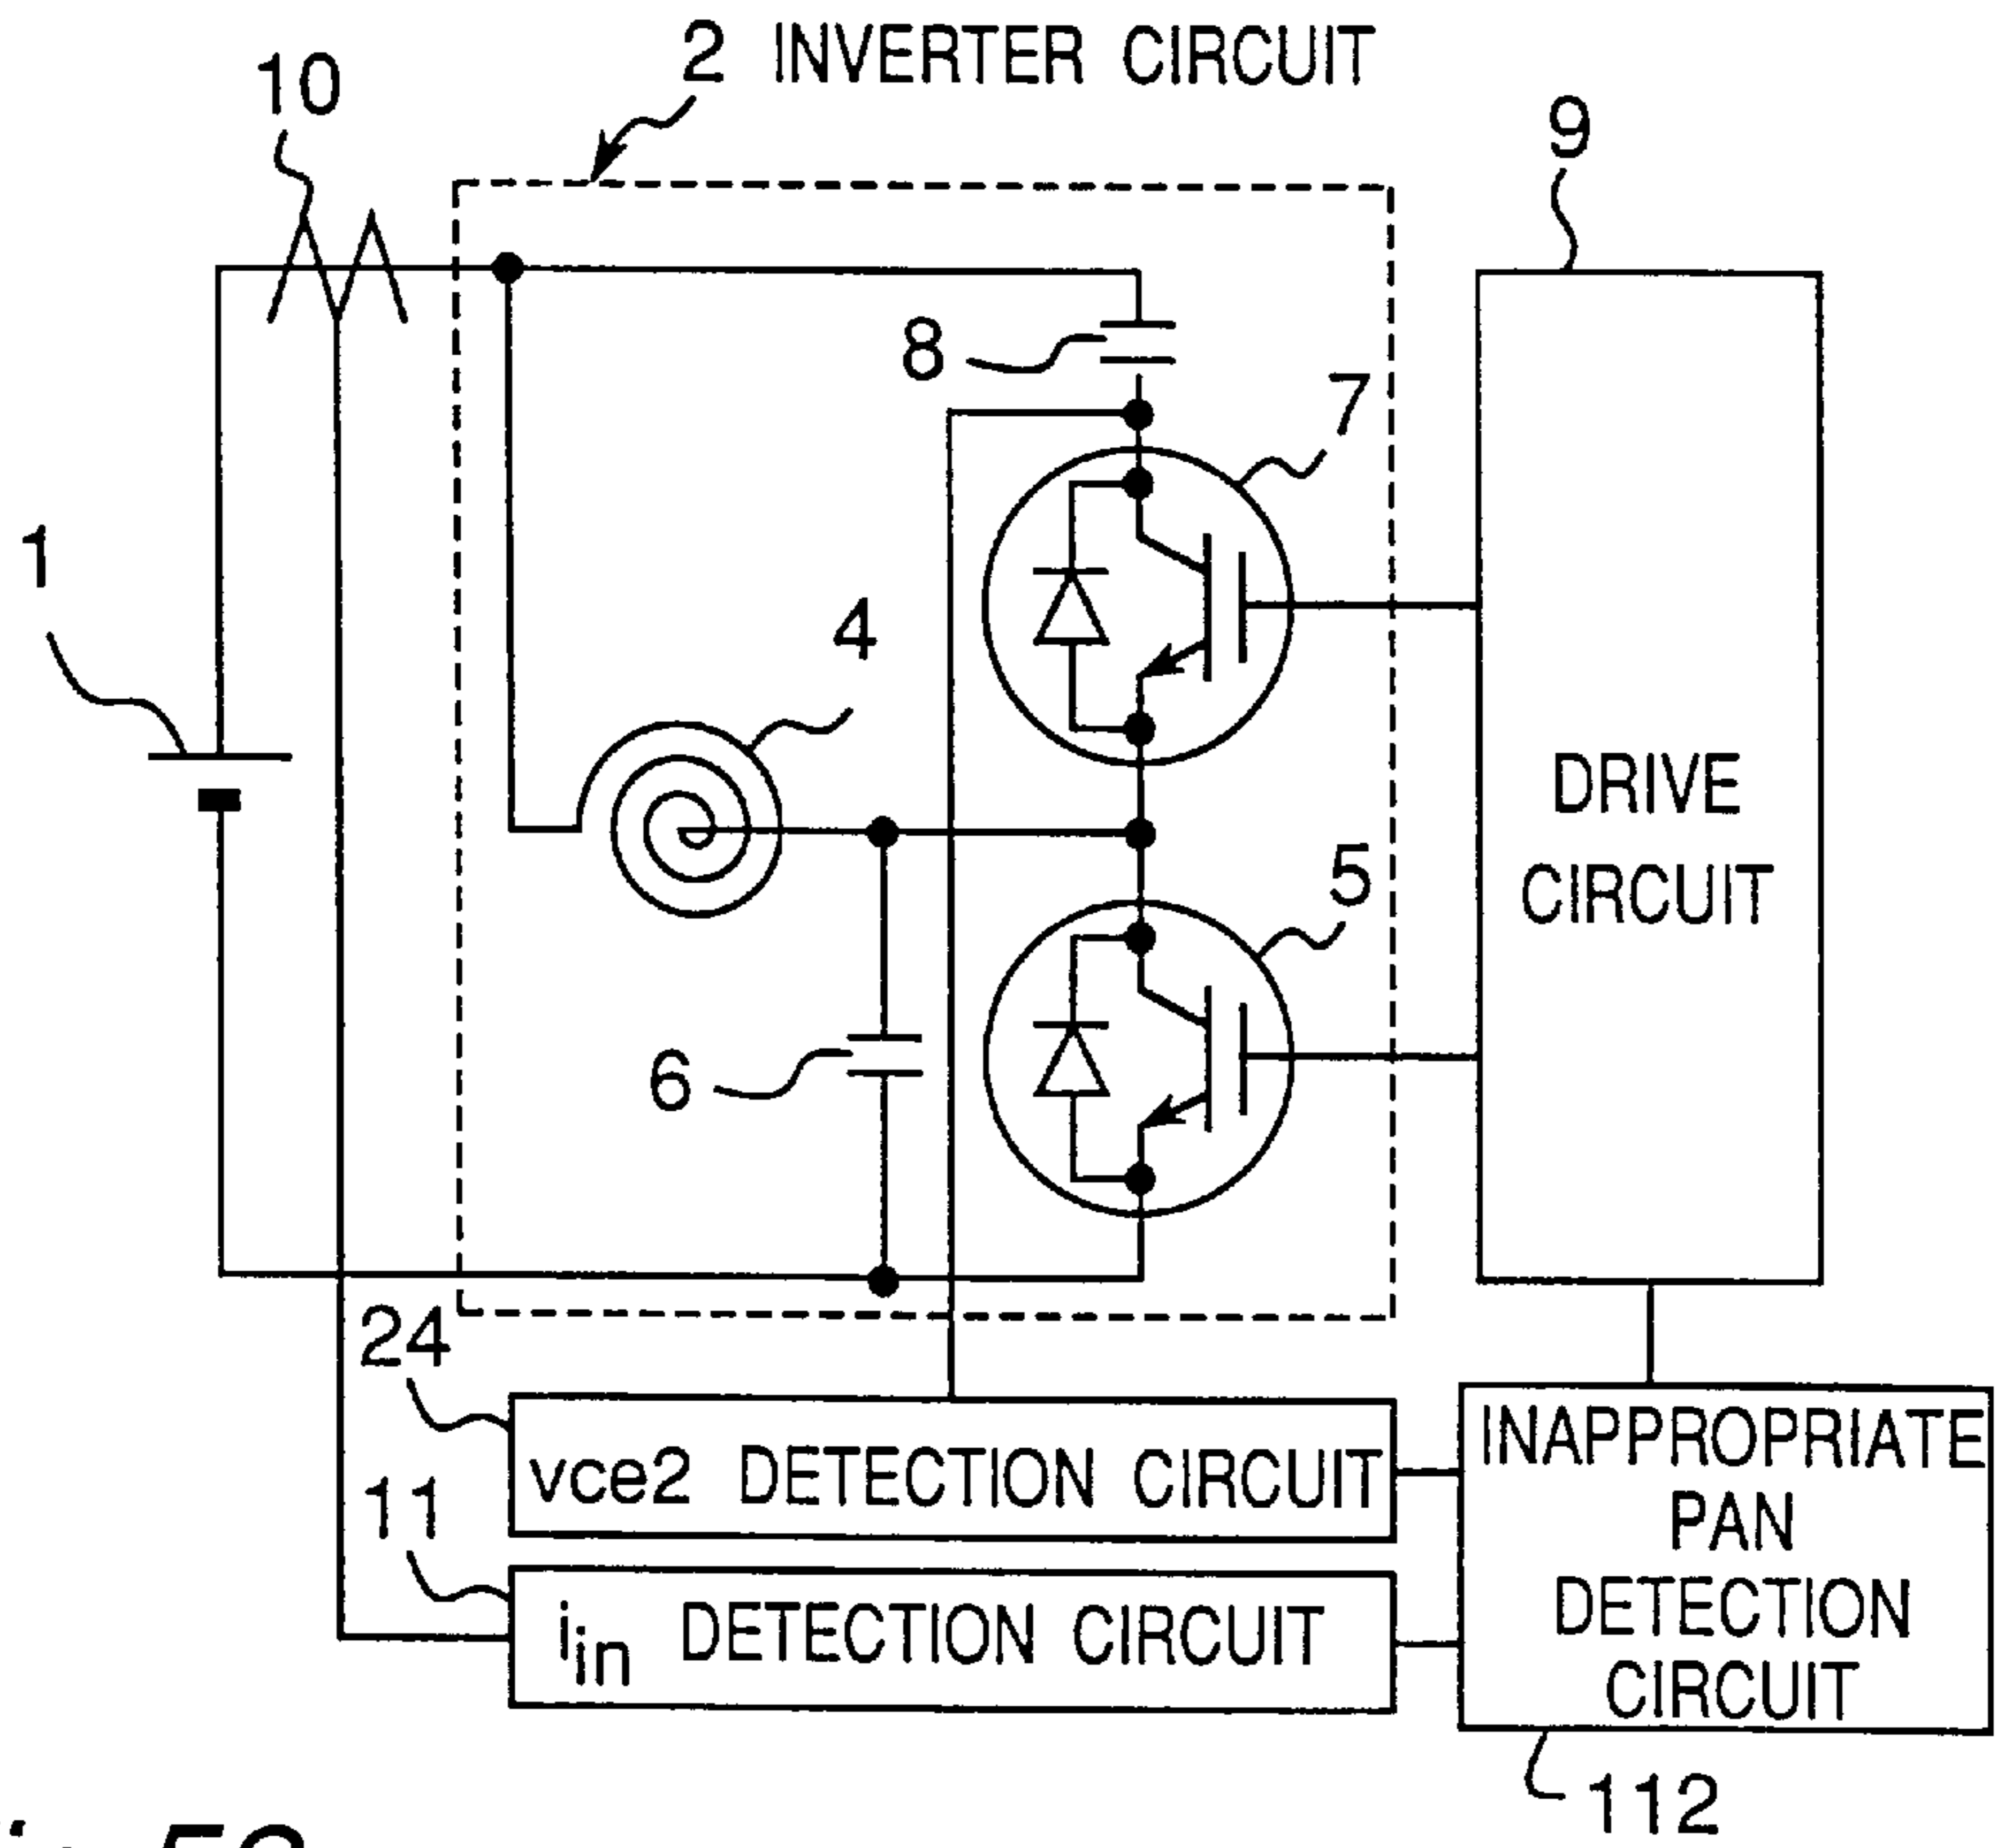 2 INVERTER CIRCUIT
10
9
8
7
1
4
DRIVE
CIRCUIT
5
6
24
vce2 DETECTION CIRCUIT
11
iin DETECTION CIRCUIT
INAPPROPRIATE
PAN
DETECTION
CIRCUIT
112